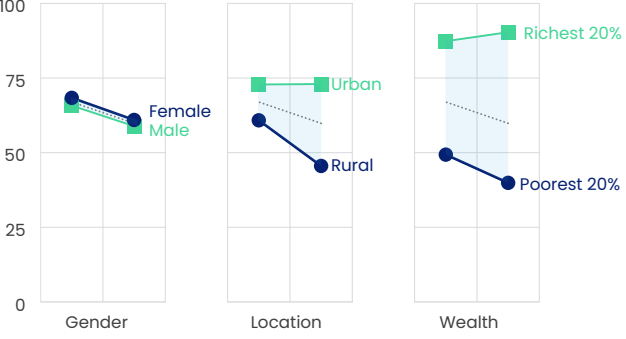 100
75
50
25
0
Female
Male
Gender
Urban
Rural
Location
Richest 20%
Poorest 20%
Wealth